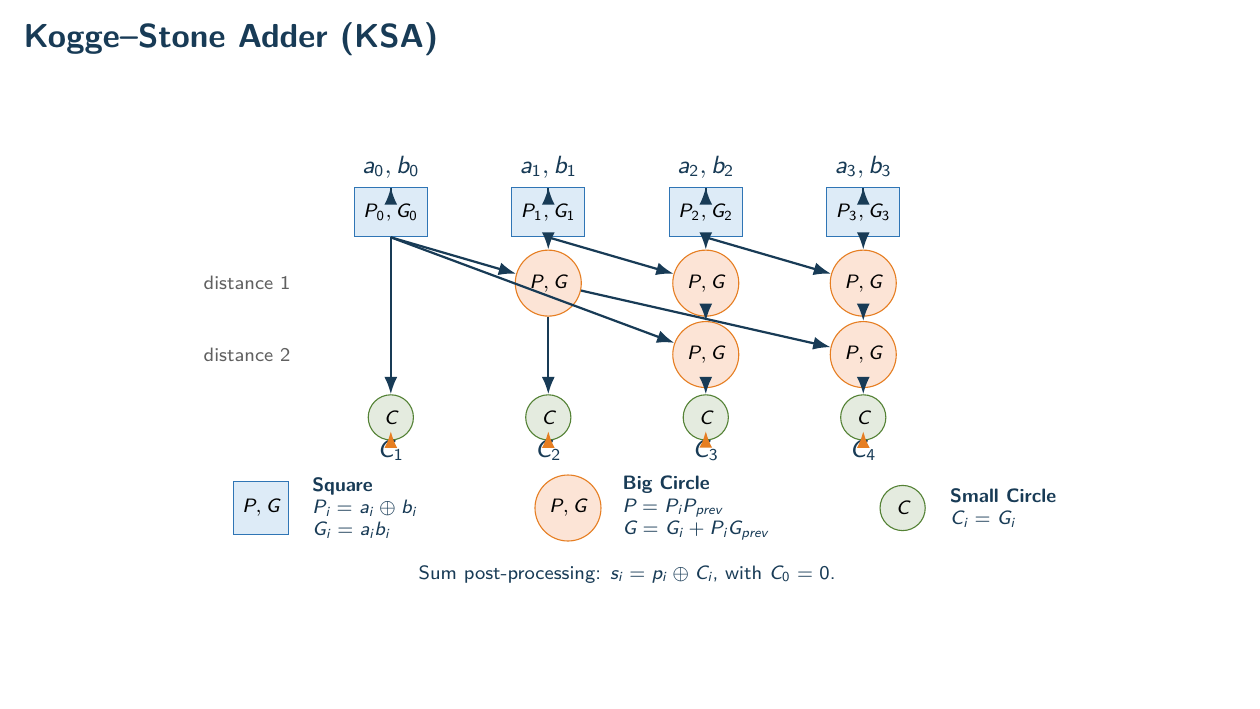 Kogge–Stone Adder (KSA)
a₀, b₀ a₁, b₁ a₂, b₂ a₃, b₃
P₀, G₀ P₁, G₁ P₂, G₂ P₃, G₃
distance 1 P, G P, G P, G
distance 2 P, G P, G
C C C C
C₁ C₂ C₃ C₄
P, G
Square
Pᵢ = aᵢ ⊕ bᵢ
Gᵢ = aᵢbᵢ
P, G
Big Circle
P = PᵢP_prev
G = Gᵢ + PᵢG_prev
C
Small Circle
Cᵢ = Gᵢ
Sum post-processing: sᵢ = pᵢ ⊕ Cᵢ, with C₀ = 0.